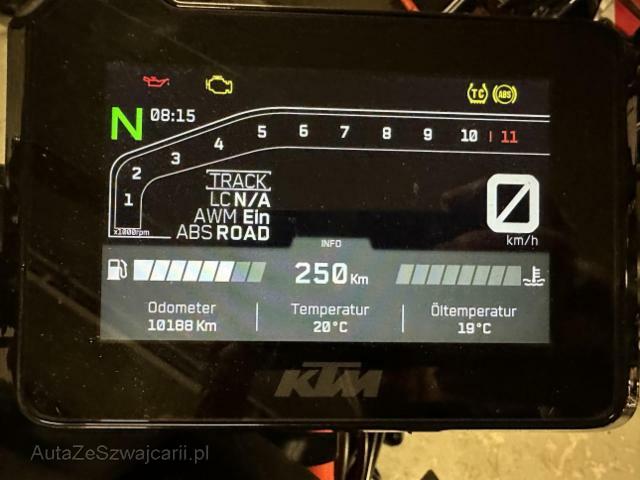 TC ABS
N 08:15
1 2 3 4 5 6 7 8 9 10 11
x1000rpm
TRACK
LC N/A
AWM Ein
ABS ROAD
0
km/h
INFO
250 Km
Odometer Temperatur Öltemperatur
10188 Km 20°C 19°C
KTM
AutaZeSzwajcarii.pl